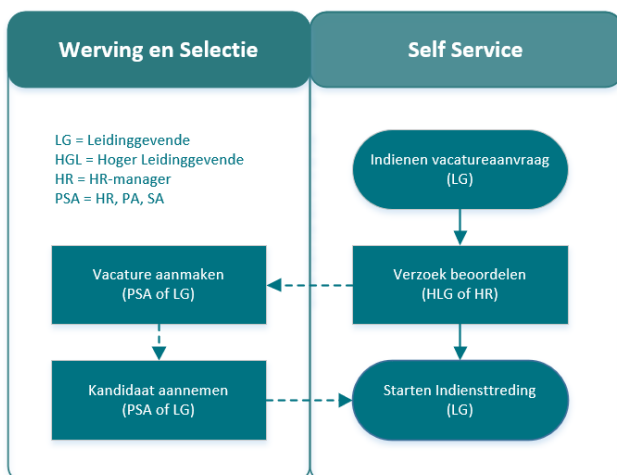 Werving en Selectie
Self Service
LG = Leidinggevende
HGL = Hoger Leidinggevende
HR = HR-manager
PSA = HR, PA, SA
Indienen vacatureaanvraag
(LG)
Vacature aanmaken
(PSA of LG)
Verzoek beoordelen
(HLG of HR)
Kandidaat aannemen
(PSA of LG)
Starten Indiensttreding
(LG)